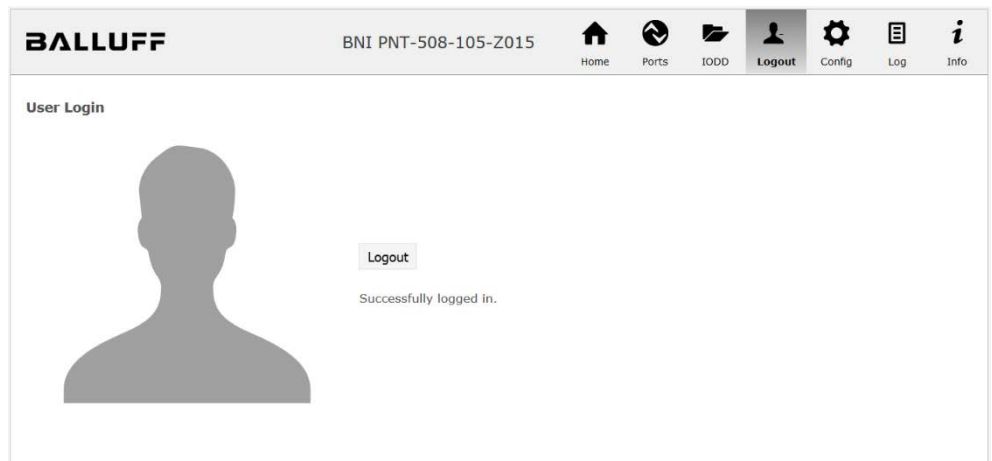 BALLUFF
BNI PNT-508-105-Z015
Home Ports IODD Logout Config Log Info
User Login
Logout
Successfully logged in.